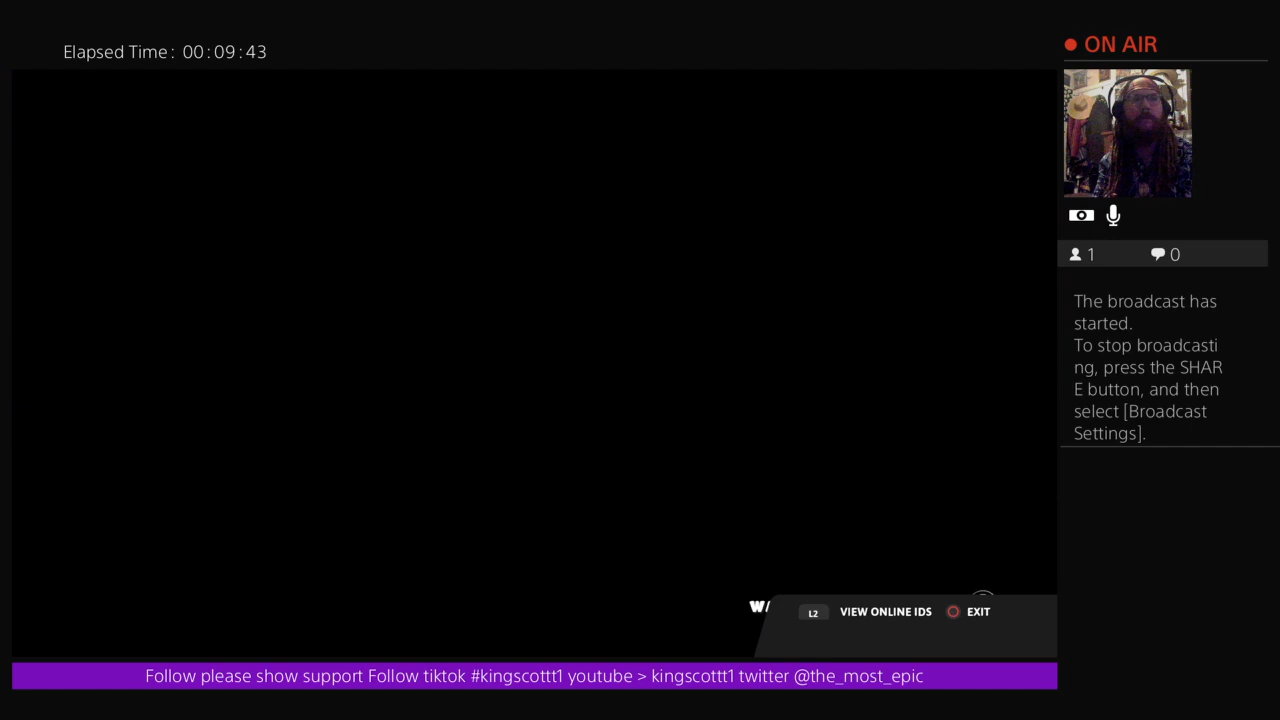 Elapsed Time: 00:09:43
ON AIR
1 0
The broadcast has
started.
To stop broadcasti
ng, press the SHAR
E button, and then
select [Broadcast
Settings].
L2 VIEW ONLINE IDS EXIT
Follow please show support Follow tiktok #kingscottt1 youtube > kingscottt1 twitter @the_most_epic